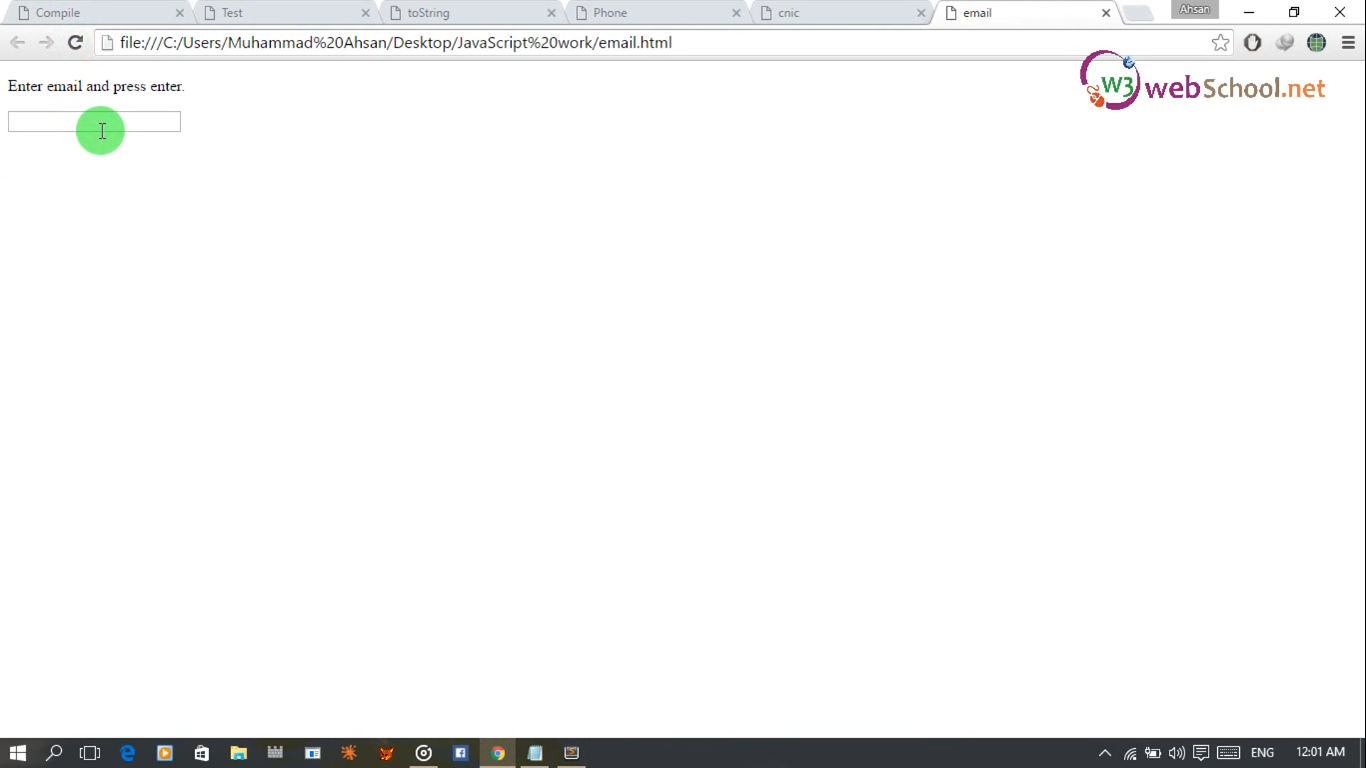 Compile
Test
toString
Phone
cnic
email
Ahsan
file:///C:/Users/Muhammad%20Ahsan/Desktop/JavaScript%20work/email.html
Enter email and press enter.
W3 webSchool.net
ENG
12:01 AM